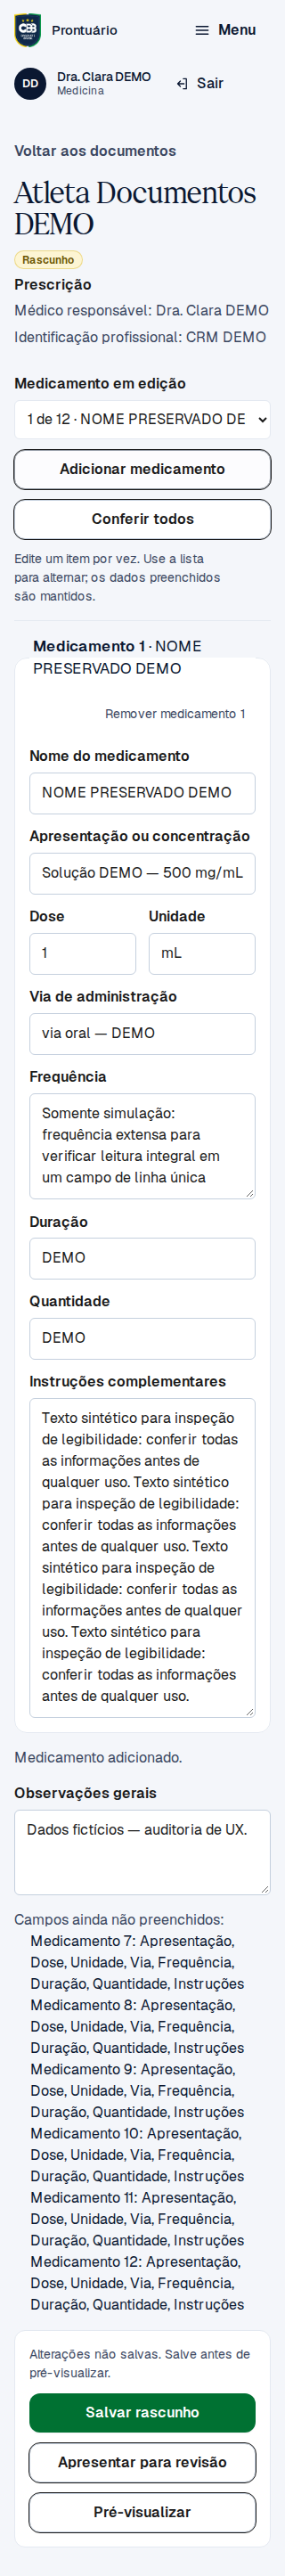 Prontuário
Menu
DD
Dra. Clara DEMO
Medicina
Sair
Voltar aos documentos
Atleta Documentos
DEMO
Rascunho
Prescrição
Médico responsável: Dra. Clara DEMO
Identificação profissional: CRM DEMO
Medicamento em edição
1 de 12 · NOME PRESERVADO DE
Adicionar medicamento
Conferir todos
Edite um item por vez. Use a lista
para alternar; os dados preenchidos
são mantidos.
Medicamento 1 · NOME
PRESERVADO DEMO
Remover medicamento 1
Nome do medicamento
NOME PRESERVADO DEMO
Apresentação ou concentração
Solução DEMO — 500 mg/mL
Dose
Unidade
1
mL
Via de administração
via oral — DEMO
Frequência
Somente simulação:
frequência extensa para
verificar leitura integral em
um campo de linha única
Duração
DEMO
Quantidade
DEMO
Instruções complementares
Texto sintético para inspeção
de legibilidade: conferir todas
as informações antes de
qualquer uso. Texto sintético
para inspeção de legibilidade:
conferir todas as informações
antes de qualquer uso. Texto
sintético para inspeção de
legibilidade: conferir todas as
informações antes de qualquer
uso. Texto sintético para
inspeção de legibilidade:
conferir todas as informações
antes de qualquer uso.
Medicamento adicionado.
Observações gerais
Dados fictícios — auditoria de UX.
Campos ainda não preenchidos:
Medicamento 7: Apresentação,
Dose, Unidade, Via, Frequência,
Duração, Quantidade, Instruções
Medicamento 8: Apresentação,
Dose, Unidade, Via, Frequência,
Duração, Quantidade, Instruções
Medicamento 9: Apresentação,
Dose, Unidade, Via, Frequência,
Duração, Quantidade, Instruções
Medicamento 10: Apresentação,
Dose, Unidade, Via, Frequência,
Duração, Quantidade, Instruções
Medicamento 11: Apresentação,
Dose, Unidade, Via, Frequência,
Duração, Quantidade, Instruções
Medicamento 12: Apresentação,
Dose, Unidade, Via, Frequência,
Duração, Quantidade, Instruções
Alterações não salvas. Salve antes de
pré-visualizar.
Salvar rascunho
Apresentar para revisão
Pré-visualizar